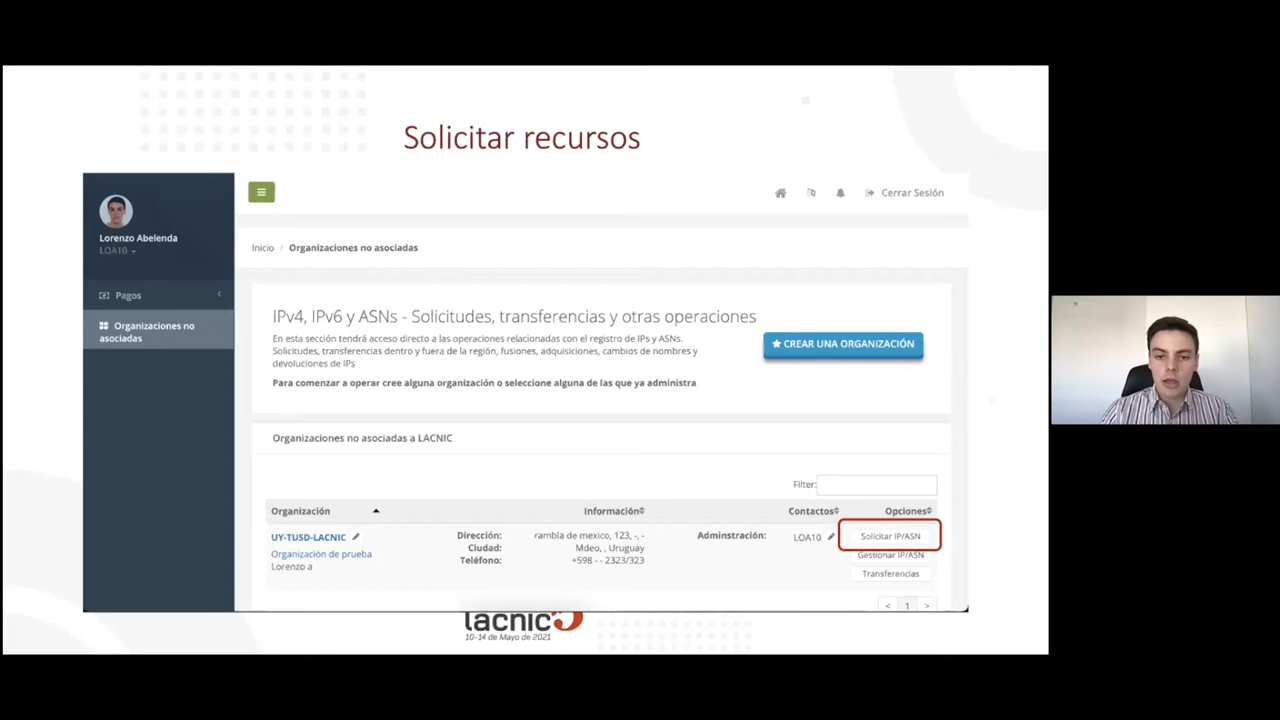 Solicitar recursos
Cerrar Sesión
Lorenzo Abelenda
LOA10
Inicio / Organizaciones no asociadas
Pagos
Organizaciones no
asociadas
IPv4, IPv6 y ASNs - Solicitudes, transferencias y otras operaciones
En esta sección tendrá acceso directo a las operaciones relacionadas con el registro de IPs y ASNs.
Solicitudes, transferencias dentro y fuera de la región, fusiones, adquisiciones, cambios de nombres y
devoluciones de IPs
CREAR UNA ORGANIZACIÓN
Para comenzar a operar cree alguna organización o seleccione alguna de las que ya administra
Organizaciones no asociadas a LACNIC
Filter:
Organización Información Contactos Opciones
UY-TUSD-LACNIC
Organización de prueba
Lorenzo a
Dirección: rambla de mexico, 123, -, -
Ciudad: Mdeo, , Uruguay
Teléfono: +598 - - 2323/323
Adminstración: LOA10
Solicitar IP/ASN
Gestionar IP/ASN
Transferencias
< 1 >
lacnic35
10-14 de Mayo de 2021